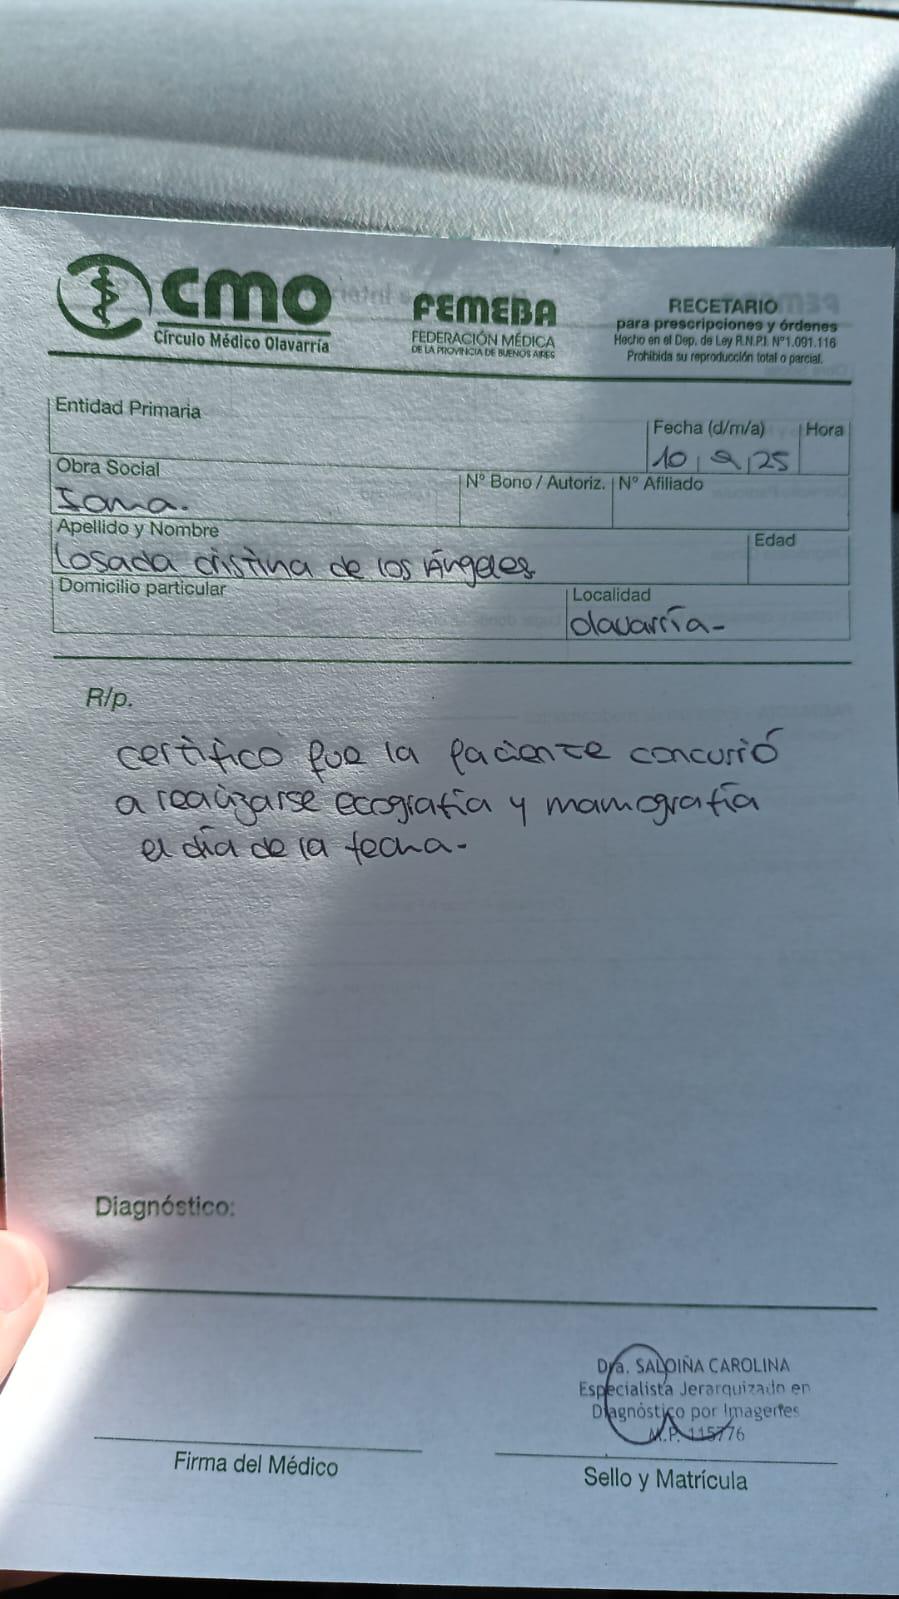 CMO
Círculo Médico Olavarría
FEMEBA
FEDERACIÓN MÉDICA
DE LA PROVINCIA DE BUENOS AIRES
RECETARIO
para prescripciones y órdenes
Hecho en el Dep. de Ley R.N.P.I. Nº1.091.116
Prohibida su reproducción total o parcial.
Entidad Primaria
Fecha (d/m/a)
Hora
10 9 25
Obra Social
Ioma.
Nº Bono / Autoriz.
Nº Afiliado
Apellido y Nombre
Losada cristina de los Ángeles
Edad
Domicilio particular
Localidad
Olavarría-
R/p.
certifico que la paciente concurrió
a realizarse ecografía y mamografía
el día de la fecha-
Diagnóstico:
Dra. SALDIÑA CAROLINA
Especialista Jerarquizado en
Diagnóstico por Imagenes
M.P. 115776
Firma del Médico
Sello y Matrícula